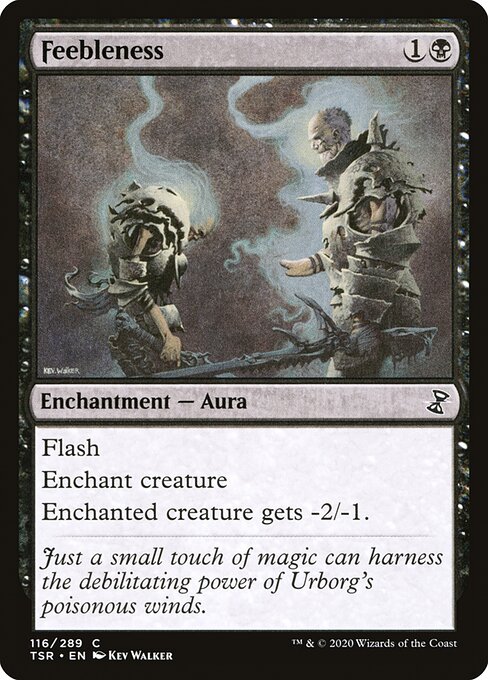 Feebleness 1
KEV. WALKER
Enchantment — Aura
Flash
Enchant creature
Enchanted creature gets -2/-1.
Just a small touch of magic can harness
the debilitating power of Urborg's
poisonous winds.
116/289 C
TSR • EN Kev Walker
™ & © 2020 Wizards of the Coast